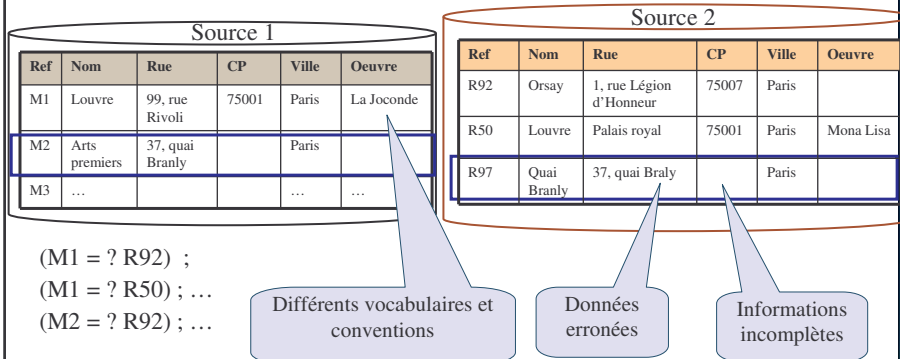 Source 1
Ref Nom Rue CP Ville Oeuvre
M1 Louvre 99, rue Rivoli 75001 Paris La Joconde
M2 Arts premiers 37, quai Branly Paris
M3 … … …
Source 2
Ref Nom Rue CP Ville Oeuvre
R92 Orsay 1, rue Légion d'Honneur 75007 Paris
R50 Louvre Palais royal 75001 Paris Mona Lisa
R97 Quai Branly 37, quai Braly Paris
(M1 = ? R92) ;
(M1 = ? R50) ; …
(M2 = ? R92) ; …
Différents vocabulaires et
conventions
Données
erronées
Informations
incomplètes